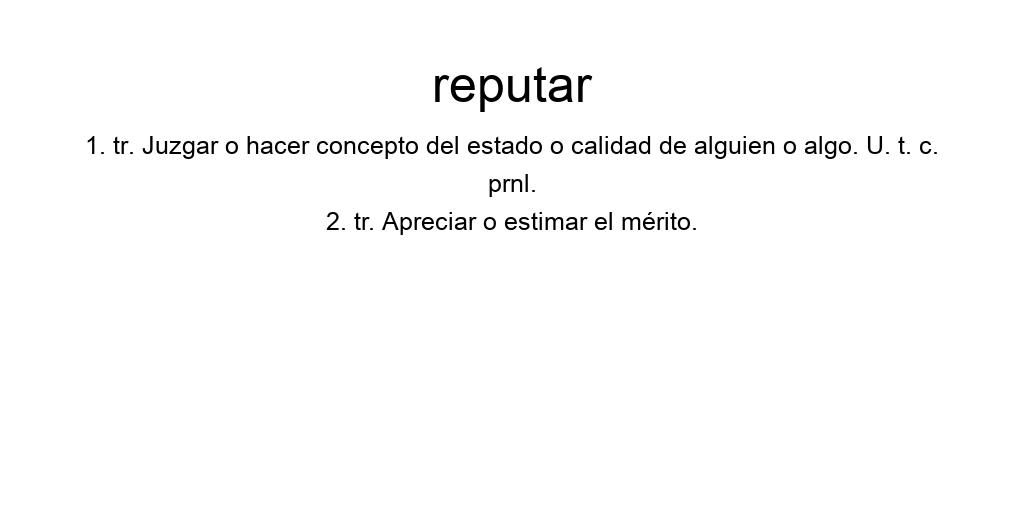 reputar
1. tr. Juzgar o hacer concepto del estado o calidad de alguien o algo. U. t. c.
prnl.
2. tr. Apreciar o estimar el mérito.